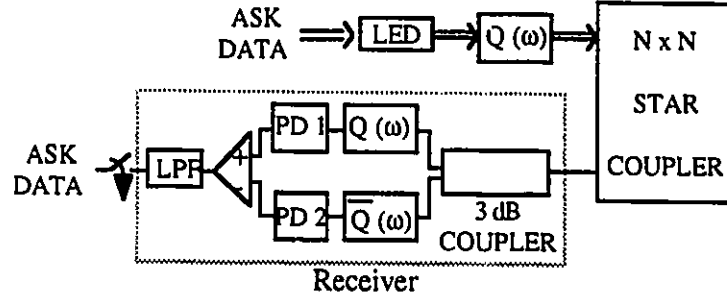 ASK DATA
LED
Q (ω)
N x N STAR COUPLER
Receiver
ASK DATA
LPF
+
-
PD 1
Q (ω)
PD 2
Q̅ (ω)
3 dB COUPLER